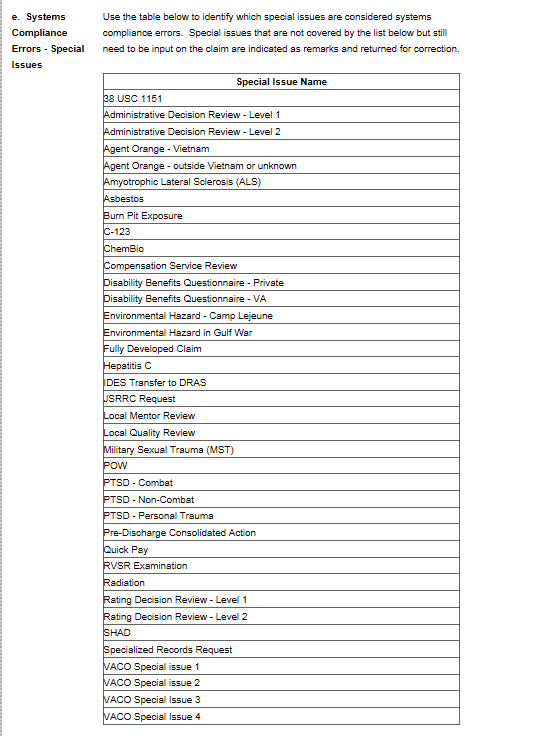 e. Systems Compliance Errors - Special Issues
Use the table below to identify which special issues are considered systems
compliance errors. Special issues that are not covered by the list below but still
need to be input on the claim are indicated as remarks and returned for correction.
Special Issue Name
38 USC 1151
Administrative Decision Review - Level 1
Administrative Decision Review - Level 2
Agent Orange - Vietnam
Agent Orange - outside Vietnam or unknown
Amyotrophic Lateral Sclerosis (ALS)
Asbestos
Burn Pit Exposure
C-123
ChemBio
Compensation Service Review
Disability Benefits Questionnaire - Private
Disability Benefits Questionnaire - VA
Environmental Hazard - Camp Lejeune
Environmental Hazard in Gulf War
Fully Developed Claim
Hepatitis C
IDES Transfer to DRAS
JSRRC Request
Local Mentor Review
Local Quality Review
Military Sexual Trauma (MST)
POW
PTSD - Combat
PTSD - Non-Combat
PTSD - Personal Trauma
Pre-Discharge Consolidated Action
Quick Pay
RVSR Examination
Radiation
Rating Decision Review - Level 1
Rating Decision Review - Level 2
SHAD
Specialized Records Request
VACO Special issue 1
VACO Special issue 2
VACO Special Issue 3
VACO Special Issue 4